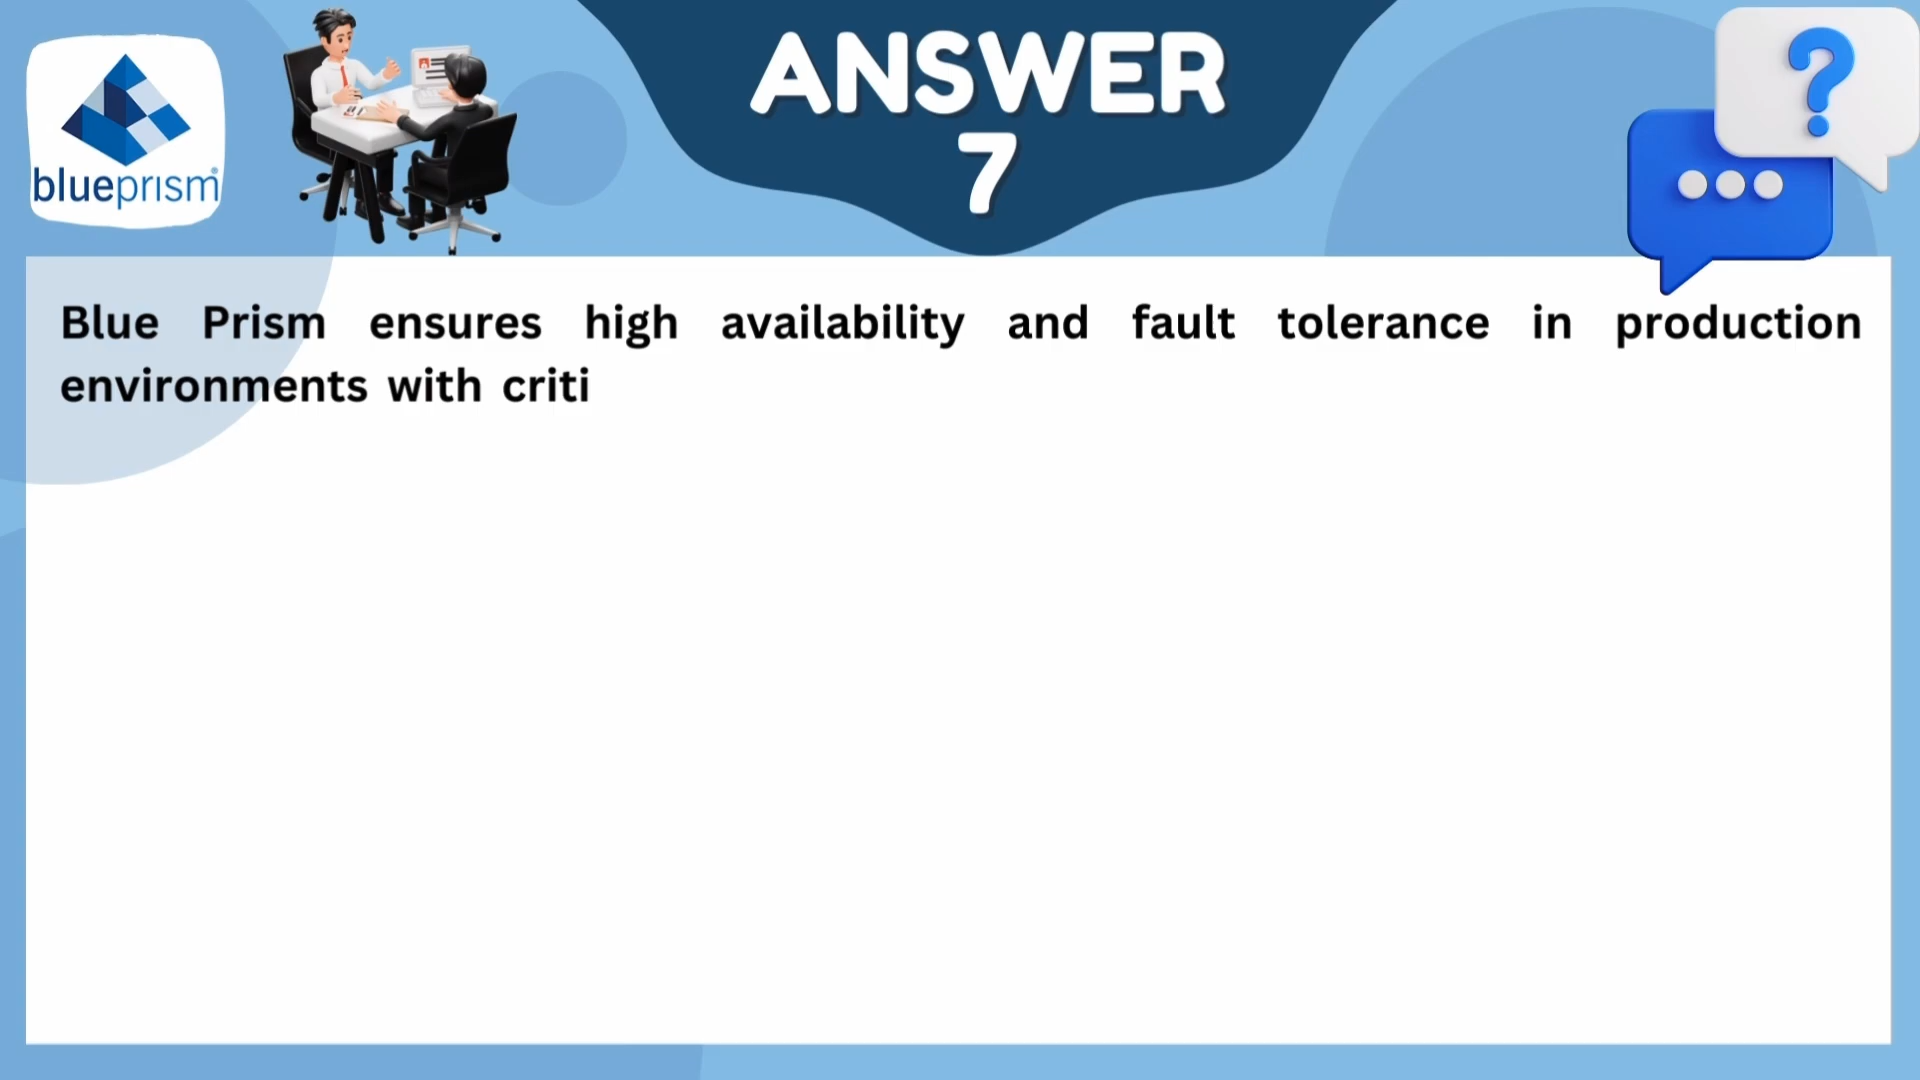 blueprism®
ANSWER
7
?
Blue Prism ensures high availability and fault tolerance in production
environments with criti